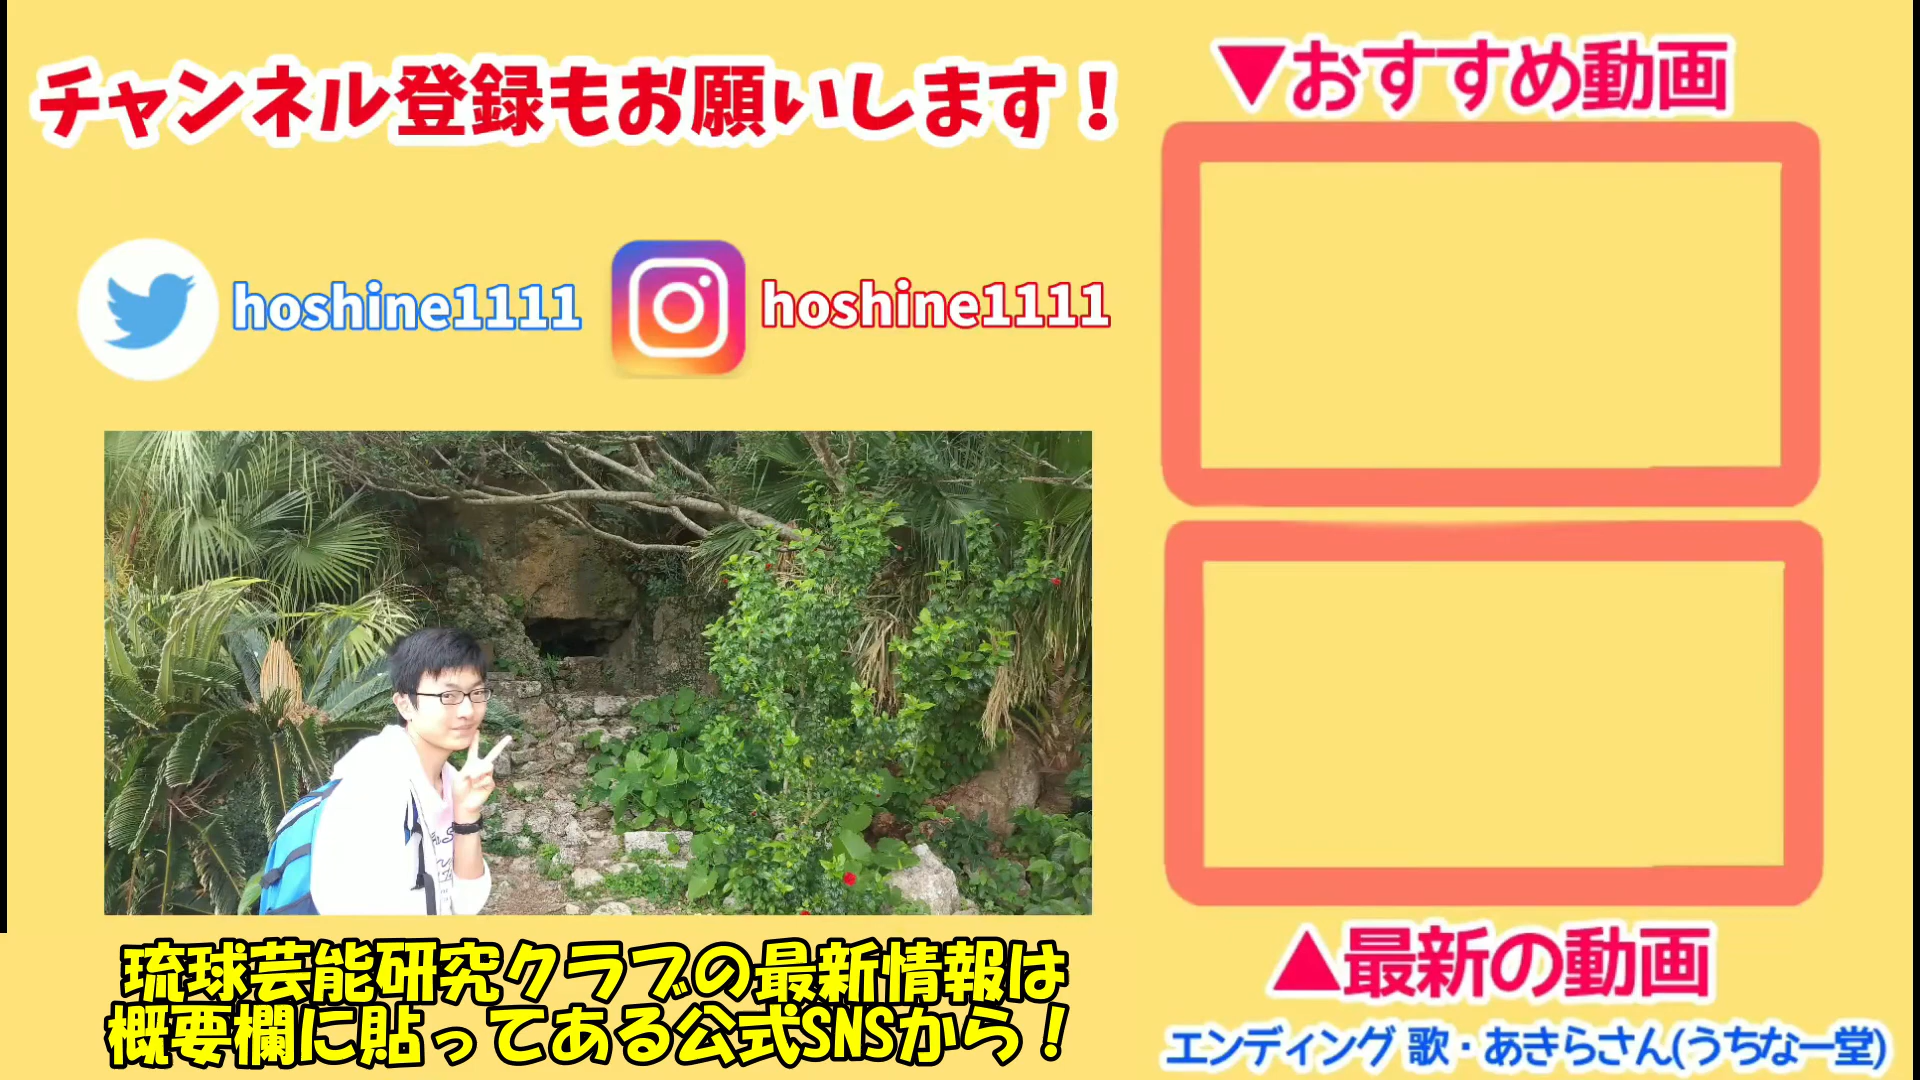 チャンネル登録もお願いします！
hoshine1111
hoshine1111
▼おすすめ動画
琉球芸能研究クラブの最新情報は
概要欄に貼ってある公式SNSから！
▲最新の動画
エンディング 歌・あきらさん(うちなー堂)